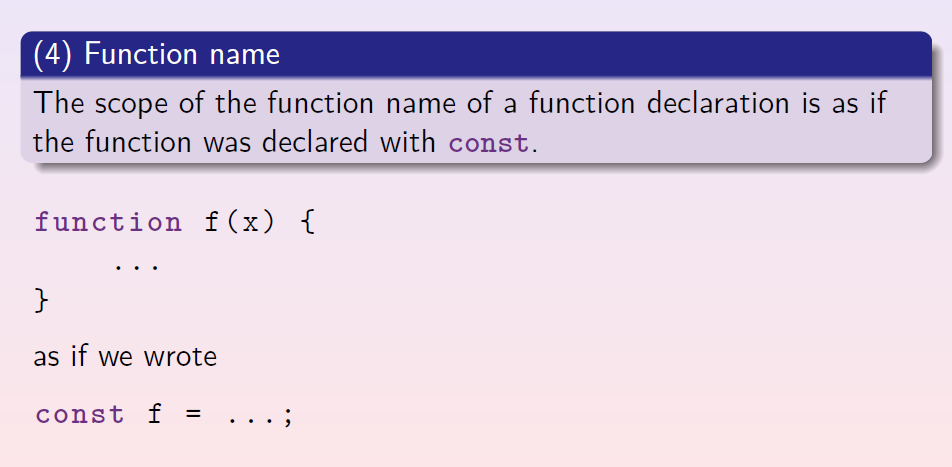 (4) Function name
The scope of the function name of a function declaration is as if
the function was declared with const.
function f(x) {
...
}
as if we wrote
const f = ...;